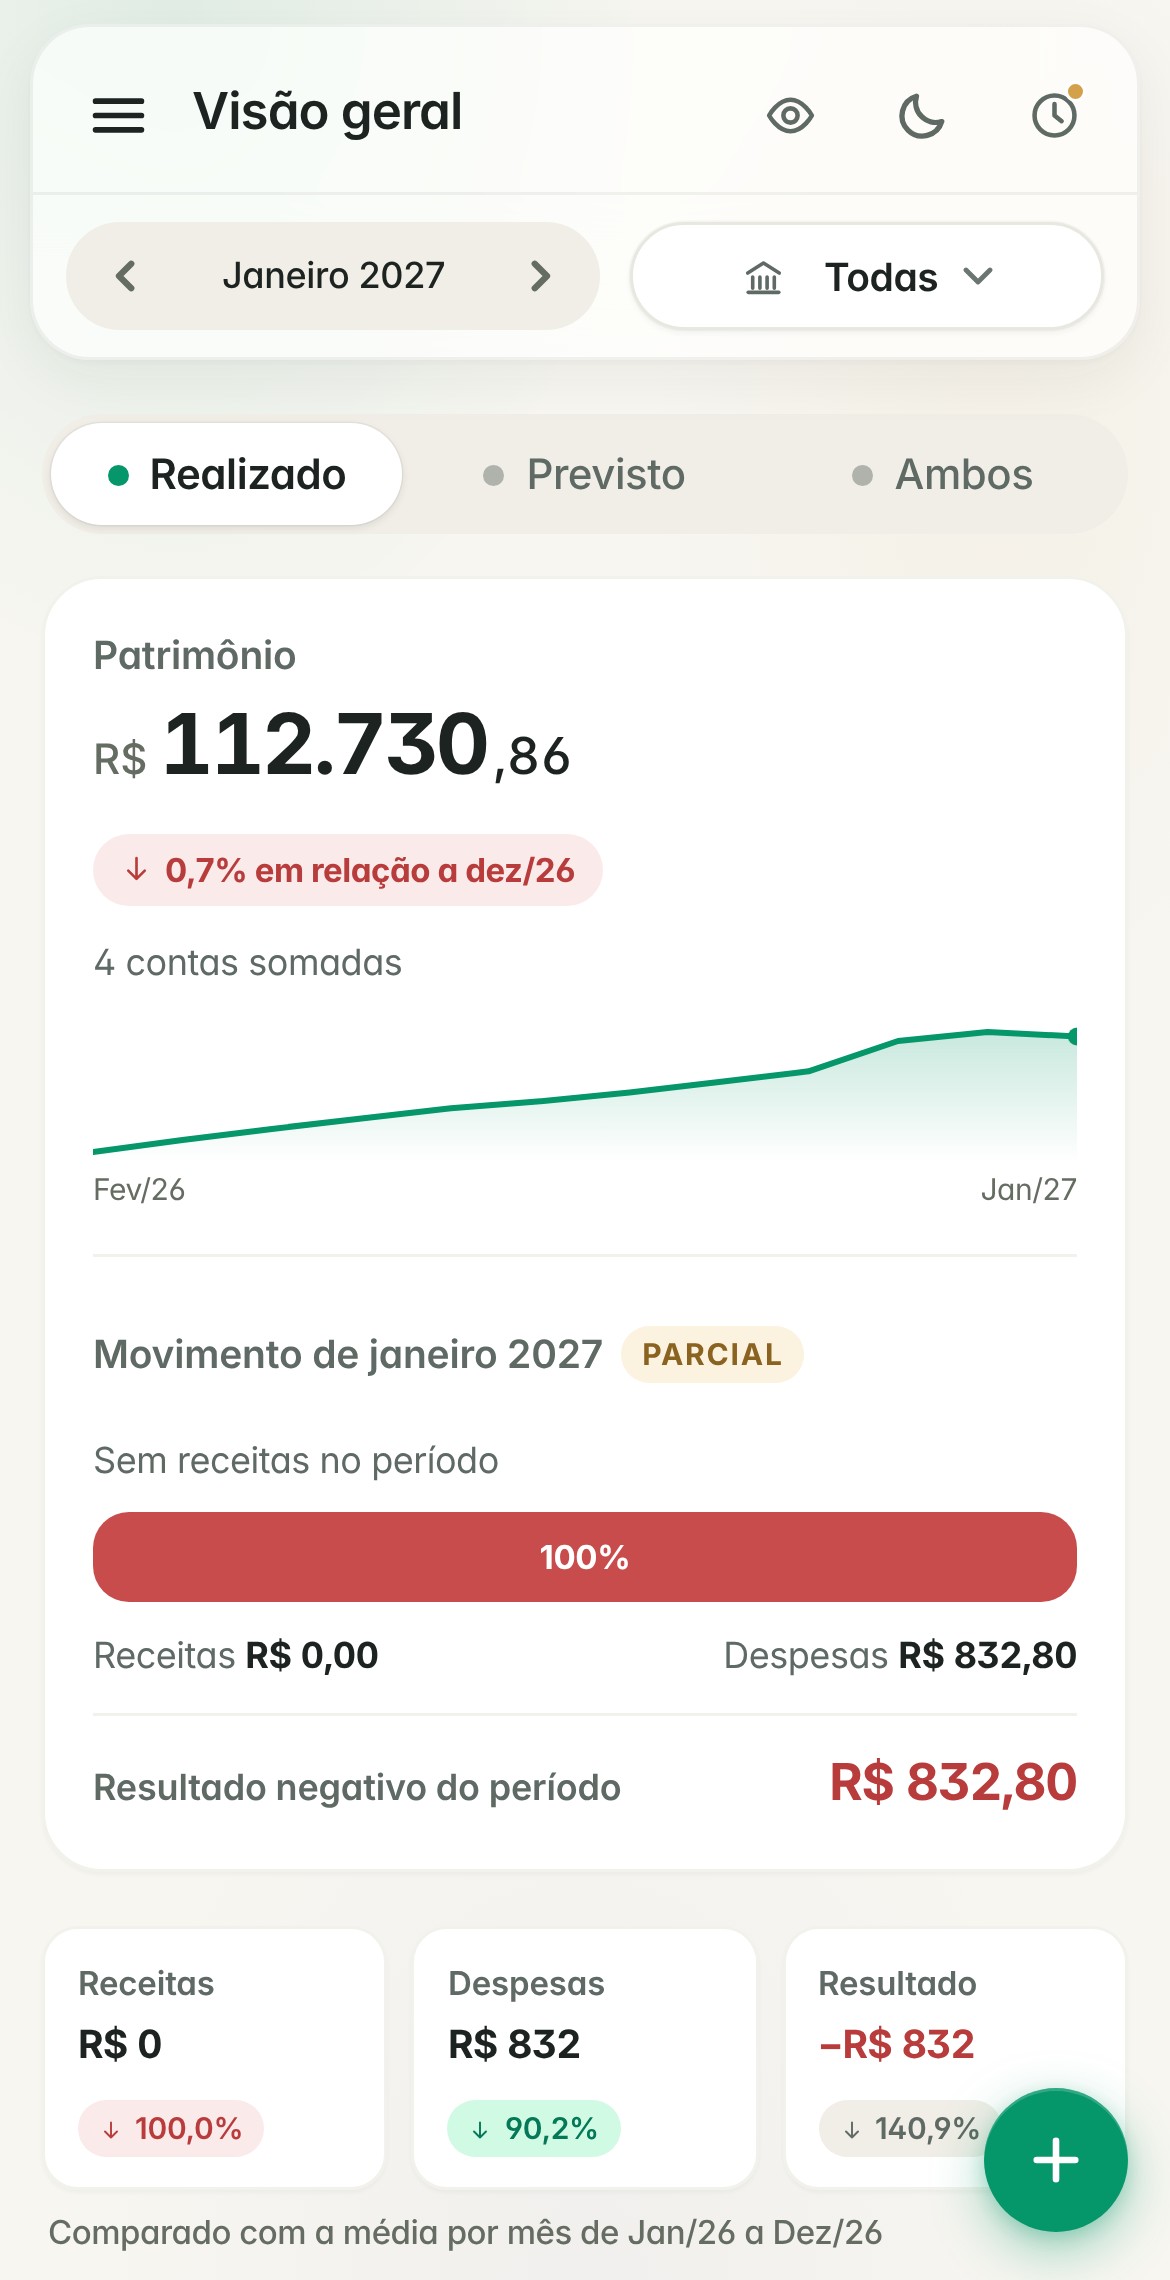 Visão geral
Janeiro 2027
Todas
Realizado
Previsto
Ambos
Patrimônio
R$ 112.730,86
↓ 0,7% em relação a dez/26
4 contas somadas
Fev/26
Jan/27
Movimento de janeiro 2027
PARCIAL
Sem receitas no período
100%
Receitas R$ 0,00
Despesas R$ 832,80
Resultado negativo do período
R$ 832,80
Receitas
R$ 0
↓ 100,0%
Despesas
R$ 832
↓ 90,2%
Resultado
–R$ 832
↓ 140,9%
Comparado com a média por mês de Jan/26 a Dez/26